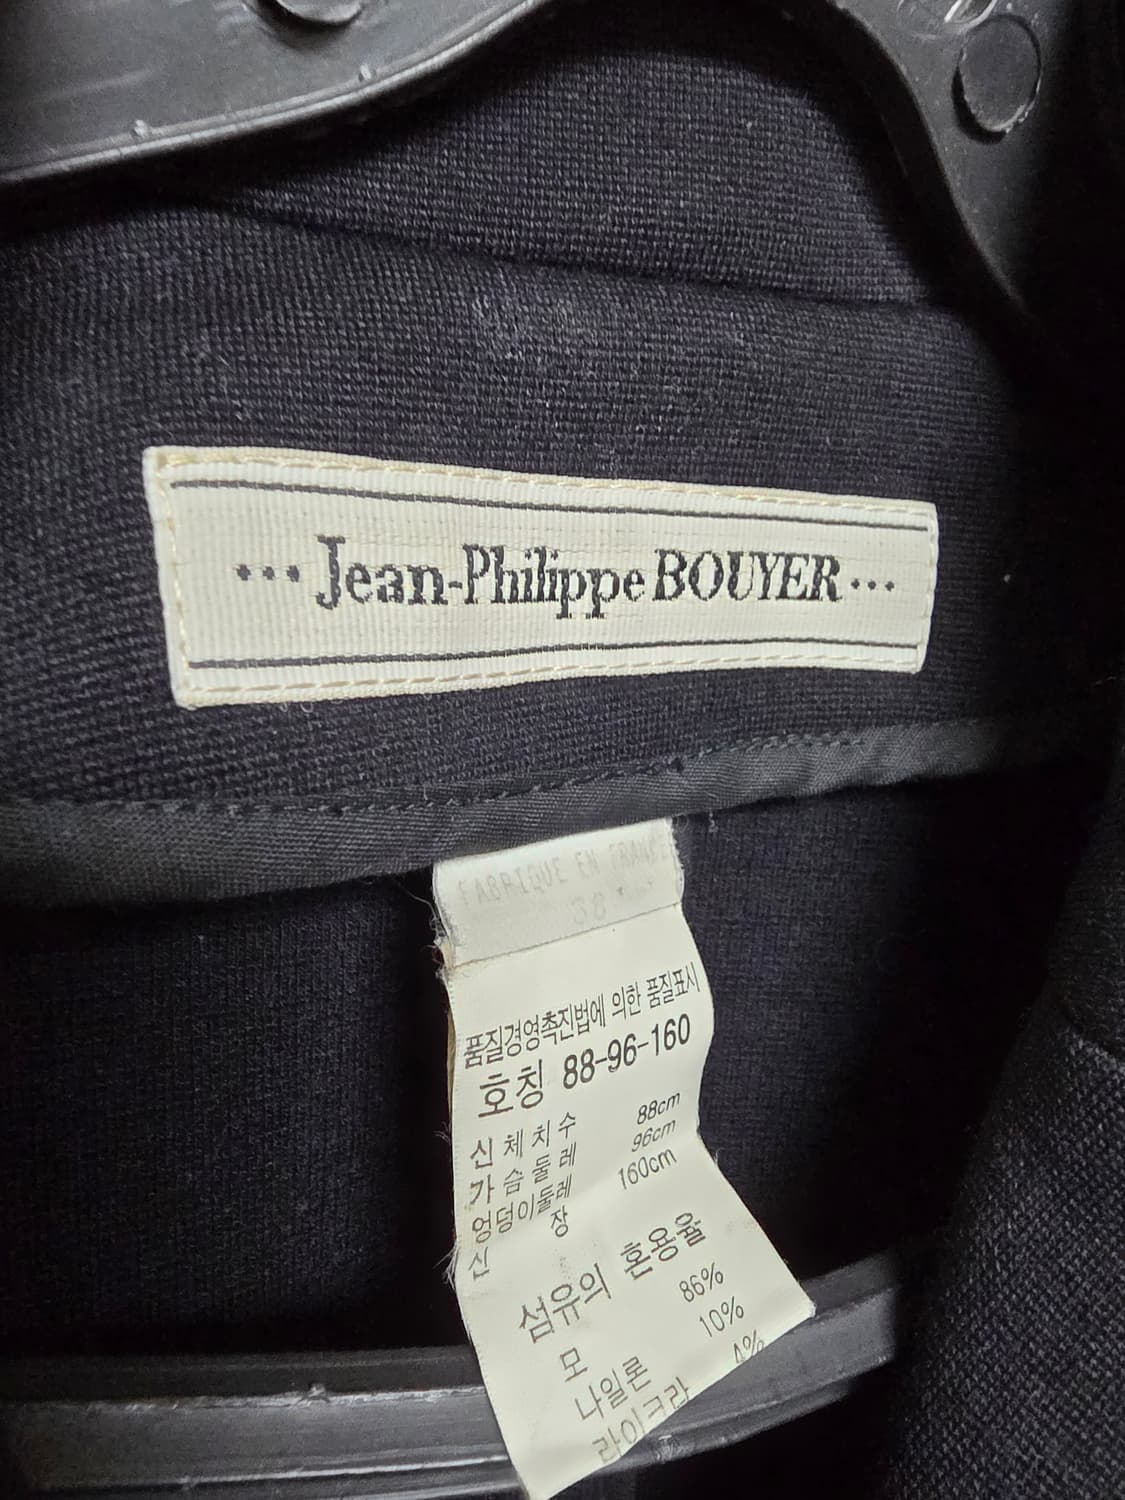 ••• Jean-Philippe BOUYER •••
FABRIQUE EN FRANCE
38
품질경영촉진법에 의한 품질표시
호칭 88-96-160
신체치수
가슴둘레 88cm
엉덩이둘레 96cm
신장 160cm
섬유의 혼용율
모 86%
나일론 10%
라이크라 4%